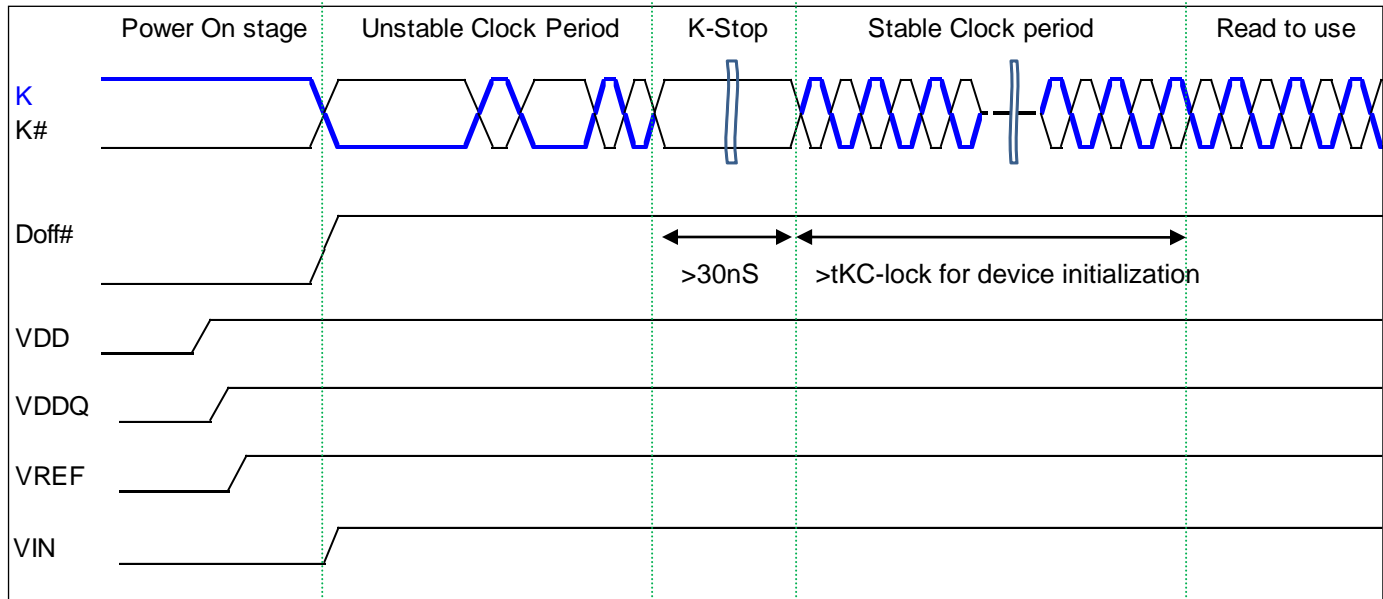 Power On stage Unstable Clock Period K-Stop Stable Clock period Read to use
K
K#
Doff#
>30nS >tKC-lock for device initialization
VDD
VDDQ
VREF
VIN